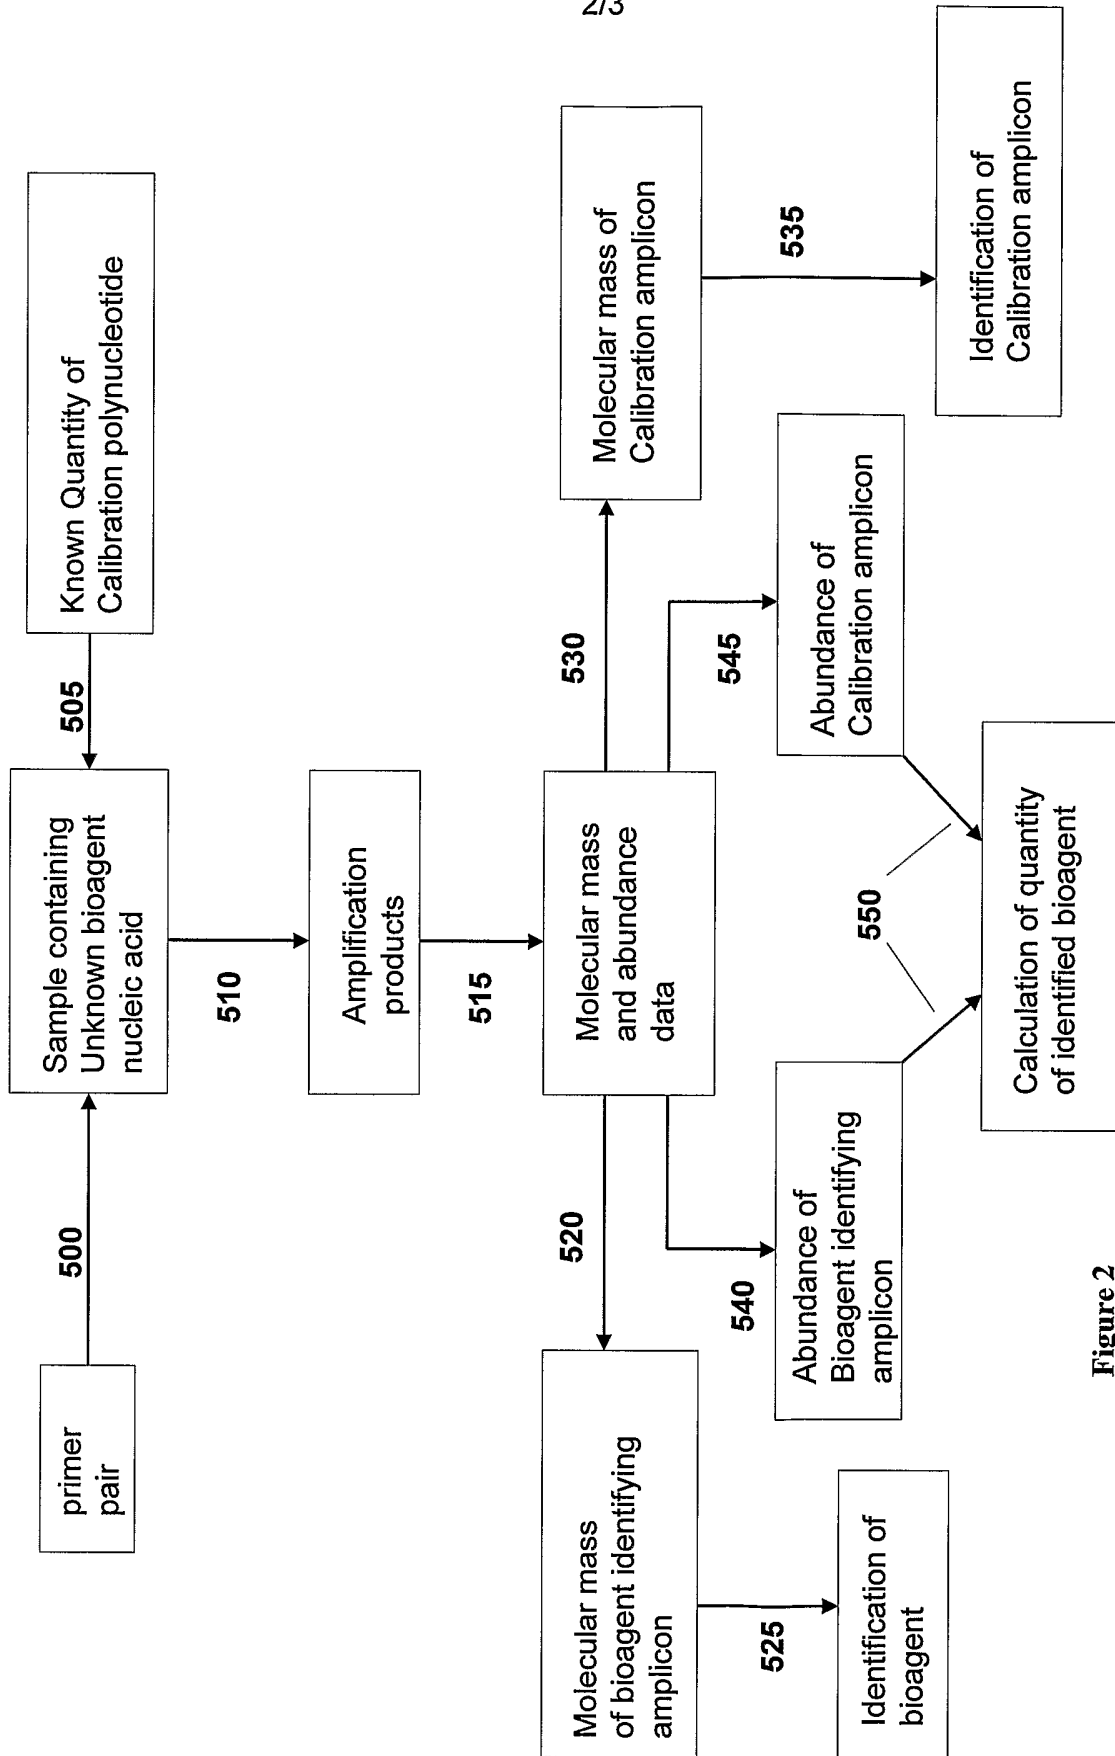 2/3
primer
pair
500
Sample containing
Unknown bioagent
nucleic acid
505
Known Quantity of
Calibration polynucleotide
510
Amplification
products
515
Molecular mass
and abundance
data
520
Molecular mass
of bioagent identifying
amplicon
525
Identification of
bioagent
530
Molecular mass of
Calibration amplicon
535
Identification of
Calibration amplicon
540
Abundance of
Bioagent identifying
amplicon
545
Abundance of
Calibration amplicon
550
Calculation of quantity
of identified bioagent
Figure 2